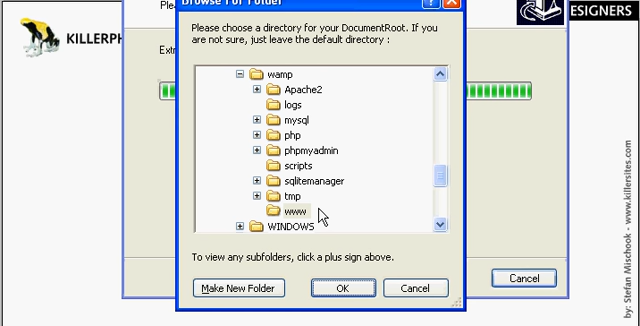 Browse For Folder
Please choose a directory for your DocumentRoot. If you
are not sure, just leave the default directory :
wamp
Apache2
logs
mysql
php
phpmyadmin
scripts
sqlitemanager
tmp
www
WINDOWS
To view any subfolders, click a plus sign above.
Make New Folder
OK
Cancel
Cancel
KILLERPH
ESIGNERS
by: Stefan Mischook - www.killersites.com